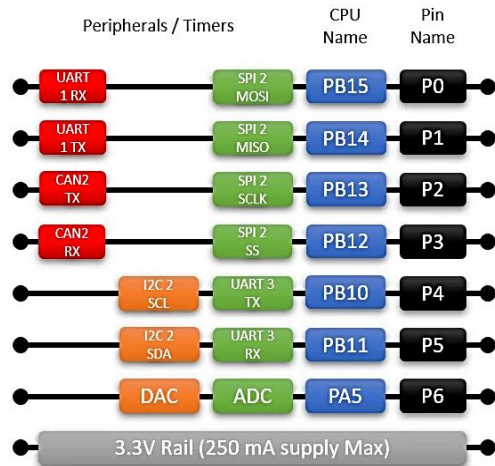 Peripherals / Timers
CPU
Name
Pin
Name
UART
1 RX
SPI 2
MOSI
PB15
P0
UART
1 TX
SPI 2
MISO
PB14
P1
CAN2
TX
SPI 2
SCLK
PB13
P2
CAN2
RX
SPI 2
SS
PB12
P3
I2C 2
SCL
UART 3
TX
PB10
P4
I2C 2
SDA
UART 3
RX
PB11
P5
DAC
ADC
PA5
P6
3.3V Rail (250 mA supply Max)